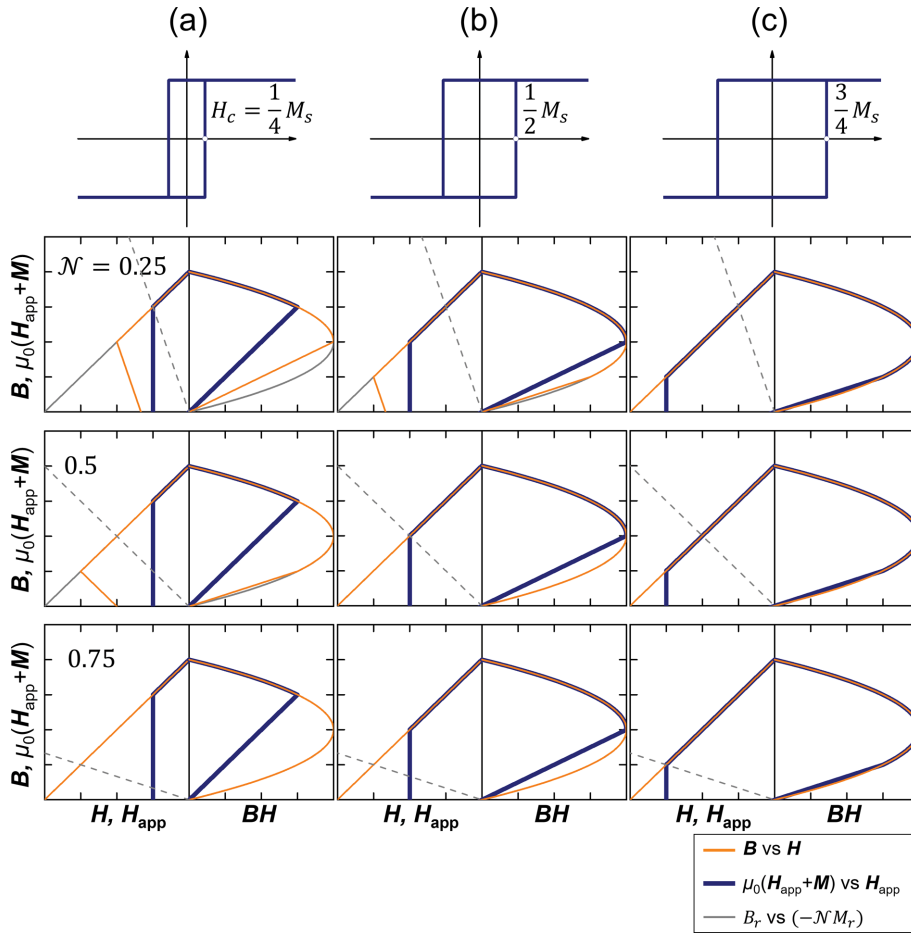 (a) (b) (c)
H_c = 1/4 M_s 1/2 M_s 3/4 M_s
𝒩 = 0.25
B, μ₀(H_app+M)
0.5
B, μ₀(H_app+M)
0.75
B, μ₀(H_app+M)
H, H_app BH H, H_app BH H, H_app BH
B vs H
μ₀(H_app+M) vs H_app
B_r vs (−𝒩M_r)